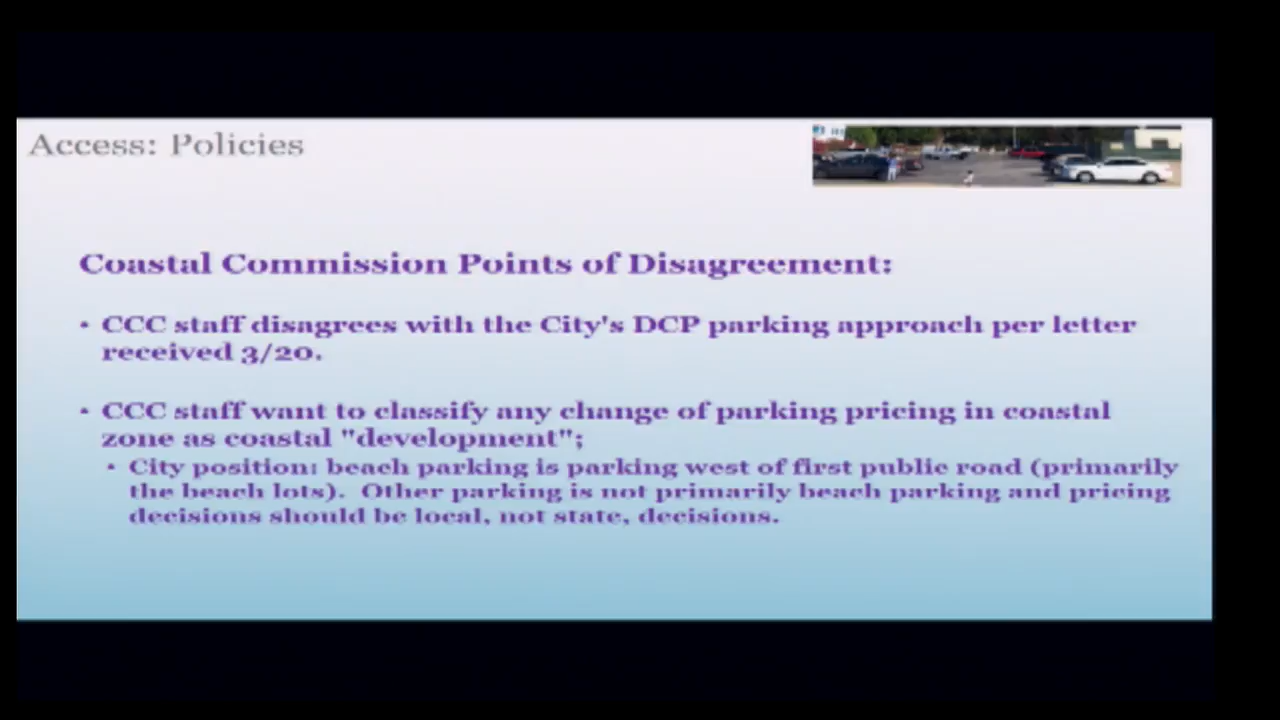 Access: Policies
Coastal Commission Points of Disagreement:
• CCC staff disagrees with the City's DCP parking approach per letter
received 3/20.
• CCC staff want to classify any change of parking pricing in coastal
zone as coastal "development";
• City position: beach parking is parking west of first public road (primarily
the beach lots). Other parking is not primarily beach parking and pricing
decisions should be local, not state, decisions.